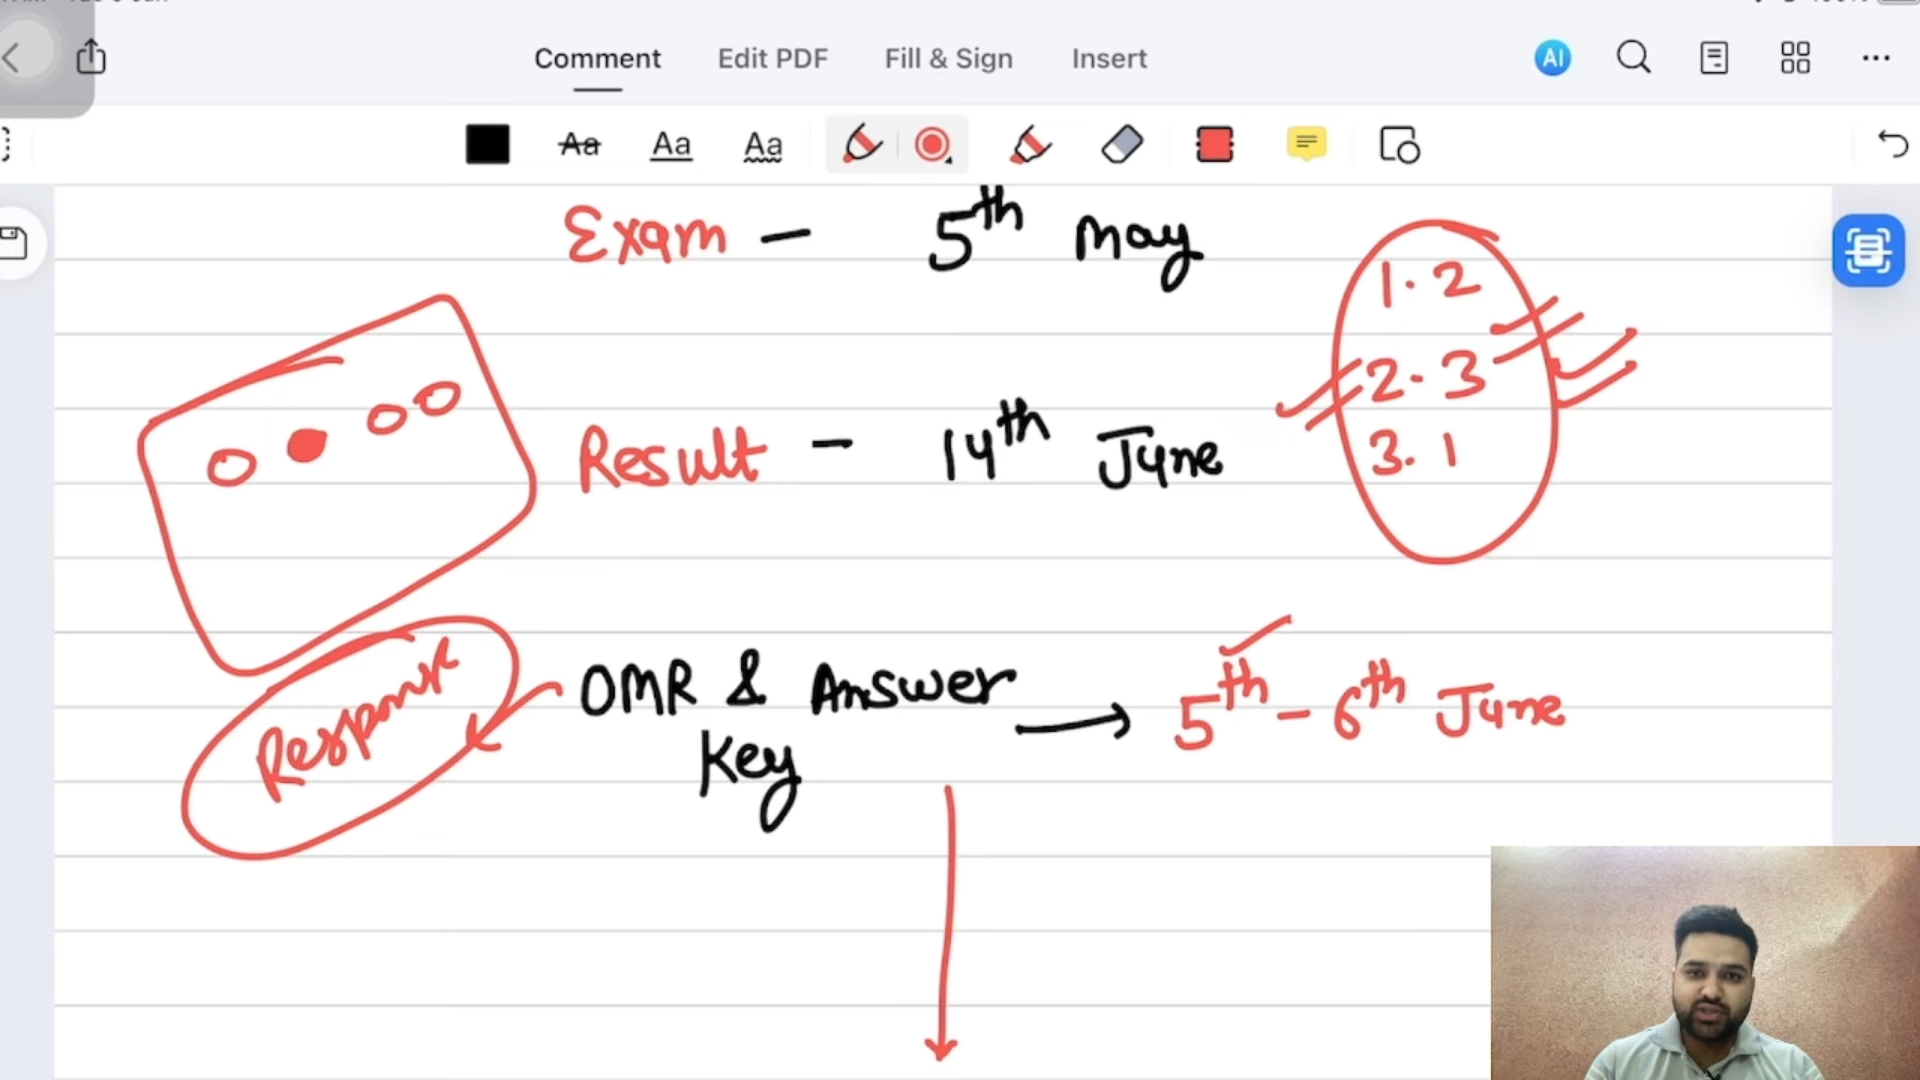 Comment Edit PDF Fill & Sign Insert AI
Aa Aa Aa
Exam - 5th May
1. 2
2. 3
3. 1
Result - 14th June
Response
OMR & Answer Key → 5th - 6th June